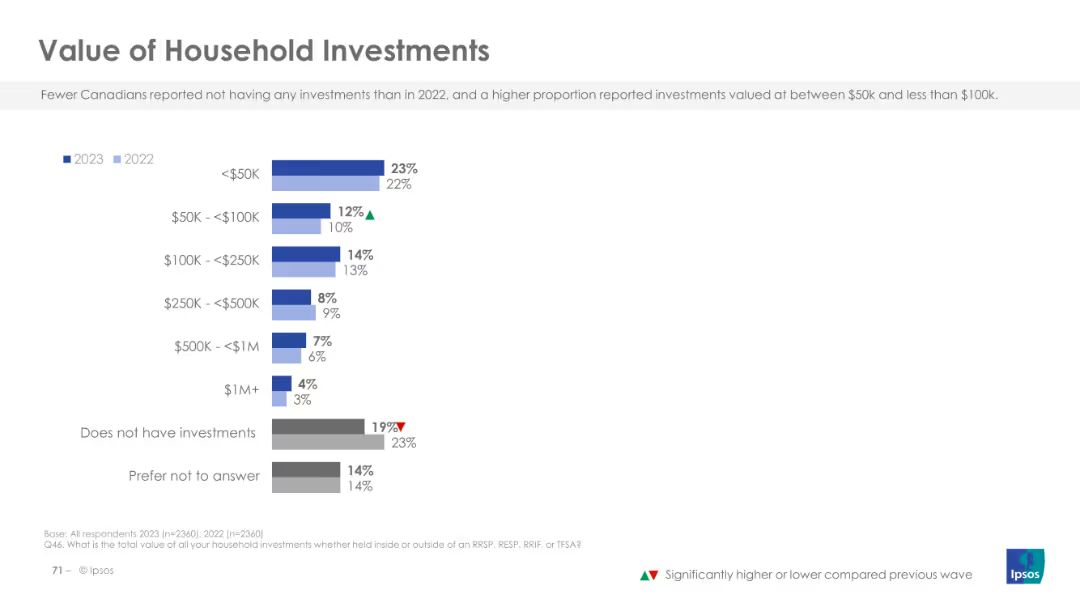 Value of Household Investments
Fewer Canadians reported not having any investments than in 2022, and a higher proportion reported investments valued at between $50k and less than $100k.
2023 2022
<$50K 23%
22%
$50K - <$100K 12%
10%
$100K - <$250K 14%
13%
$250K - <$500K 8%
9%
$500K - <$1M 7%
6%
$1M+ 4%
3%
Does not have investments 19%
23%
Prefer not to answer 14%
14%
Base: All respondents 2023 (n=2360); 2022 (n=2360)
Q46. What is the total value of all your household investments whether held inside or outside of an RRSP, RESP, RRIF, or TFSA?
71 – © Ipsos
Significantly higher or lower compared previous wave
Ipsos